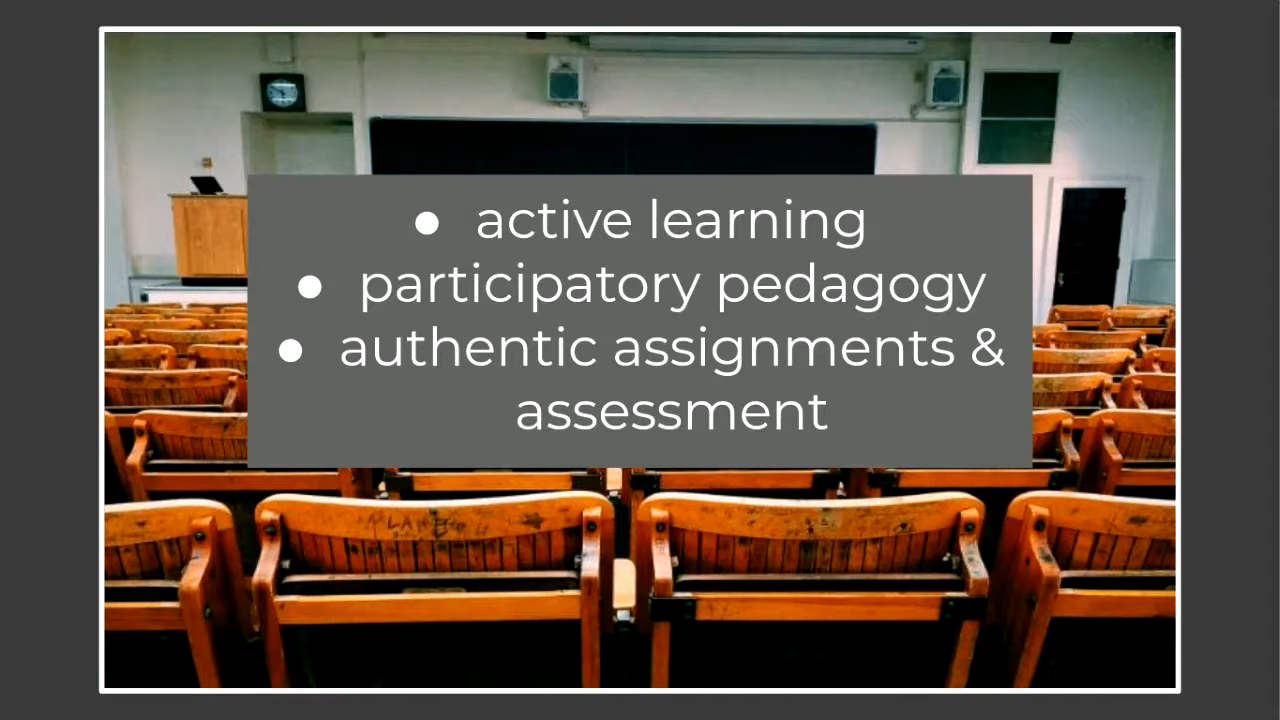 ● active learning
● participatory pedagogy
● authentic assignments &
assessment